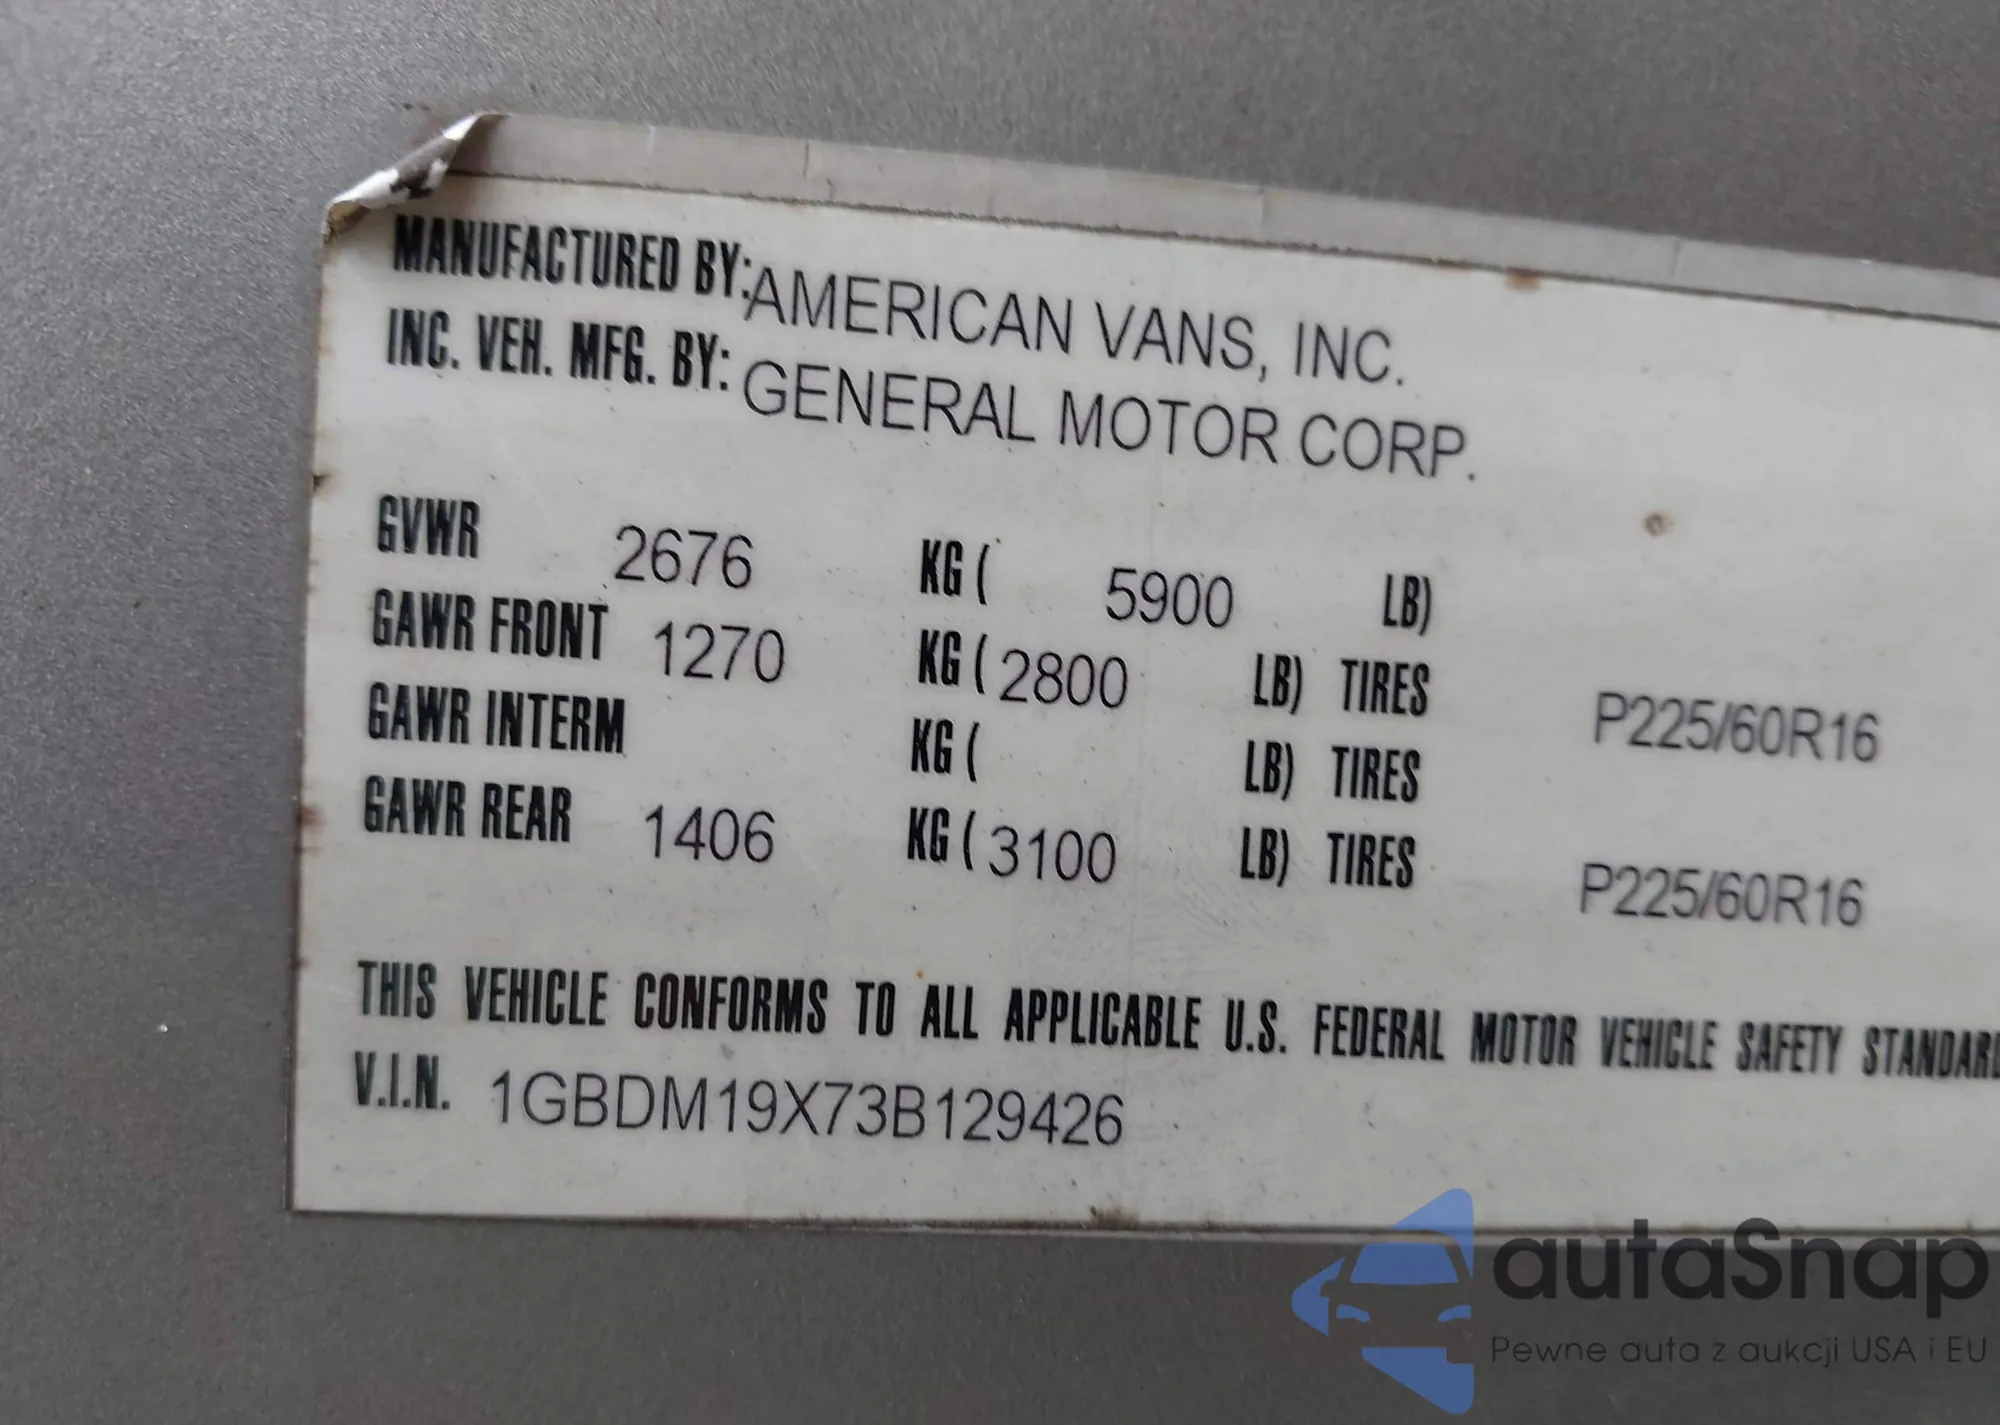 MANUFACTURED BY: AMERICAN VANS, INC.
INC. VEH. MFG. BY: GENERAL MOTOR CORP.
GVWR 2676 KG ( 5900 LB)
GAWR FRONT 1270 KG ( 2800 LB) TIRES P225/60R16
GAWR INTERM KG ( LB) TIRES
GAWR REAR 1406 KG ( 3100 LB) TIRES P225/60R16
THIS VEHICLE CONFORMS TO ALL APPLICABLE U.S. FEDERAL MOTOR VEHICLE SAFETY STANDARD
V.I.N. 1GBDM19X73B129426
autaSnap
Pewne auta z aukcji USA i EU